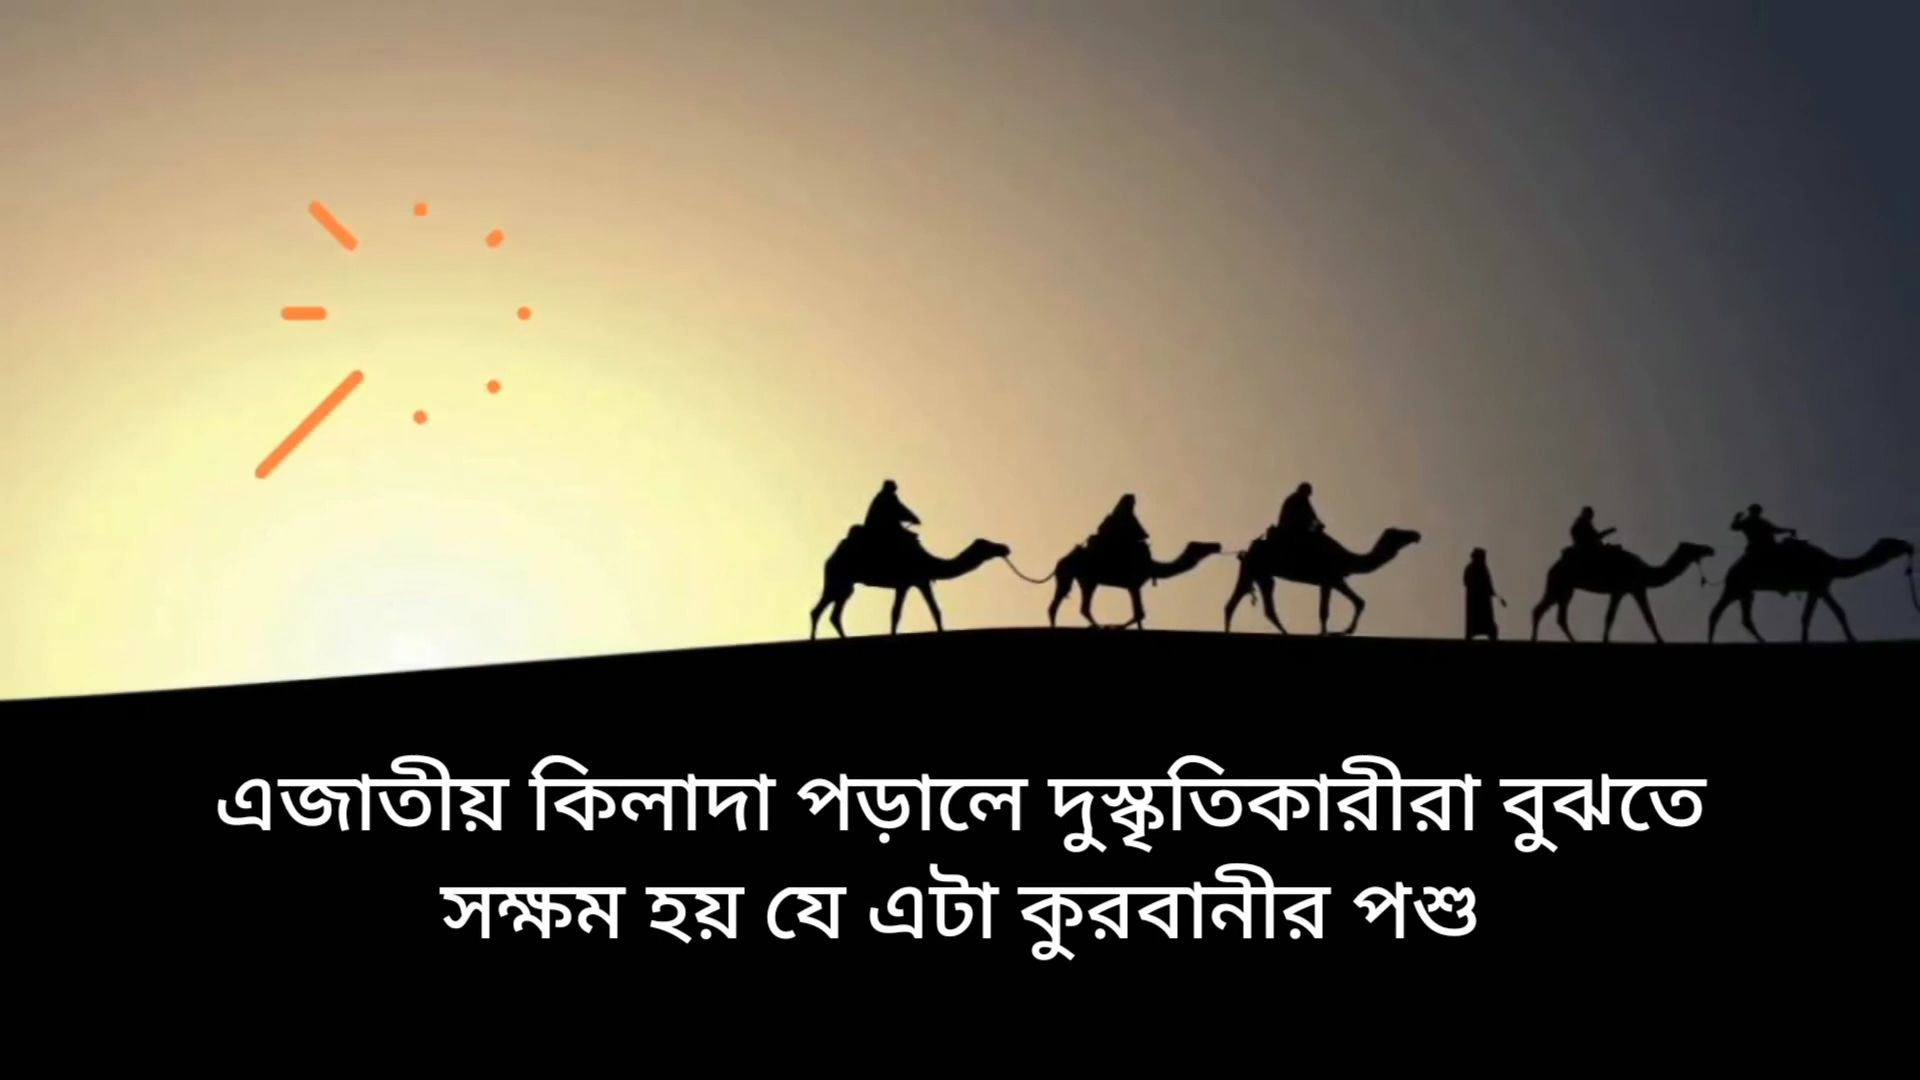 এজাতীয় কিলাদা পড়ালে দুস্কৃতিকারীরা বুঝতে
সক্ষম হয় যে এটা কুরবানীর পশু